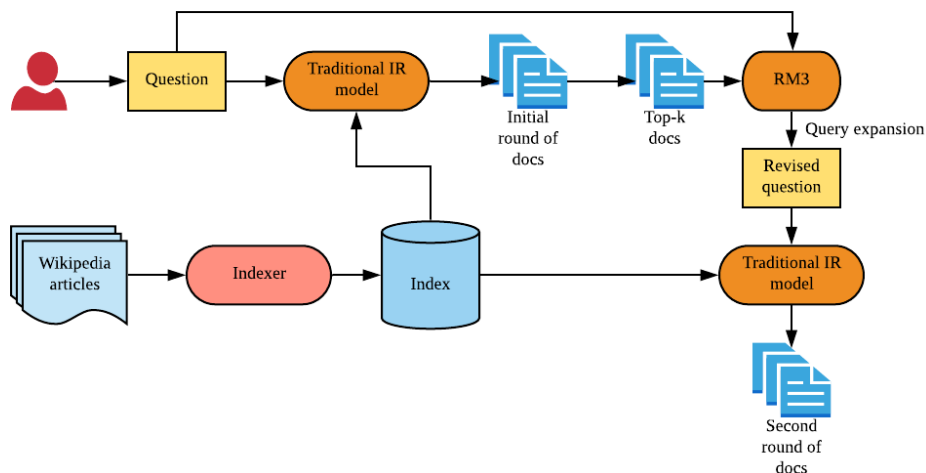 Question
Traditional IR
model
Initial
round of
docs
Top-k
docs
RM3
Query expansion
Revised
question
Wikipedia
articles
Indexer
Index
Traditional IR
model
Second
round of
docs